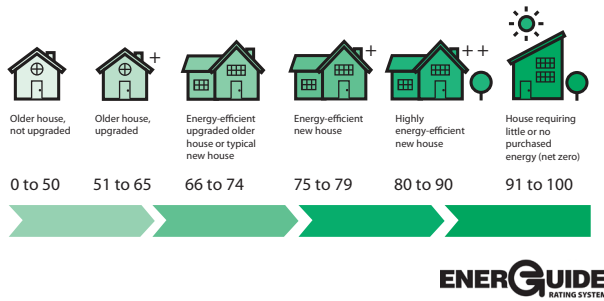 Older house,
not upgraded
Older house,
upgraded
Energy-efficient
upgraded older
house or typical
new house
Energy-efficient
new house
Highly
energy-efficient
new house
House requiring
little or no
purchased
energy (net zero)
0 to 50
51 to 65
66 to 74
75 to 79
80 to 90
91 to 100
ENERGUIDE
RATING SYSTEM